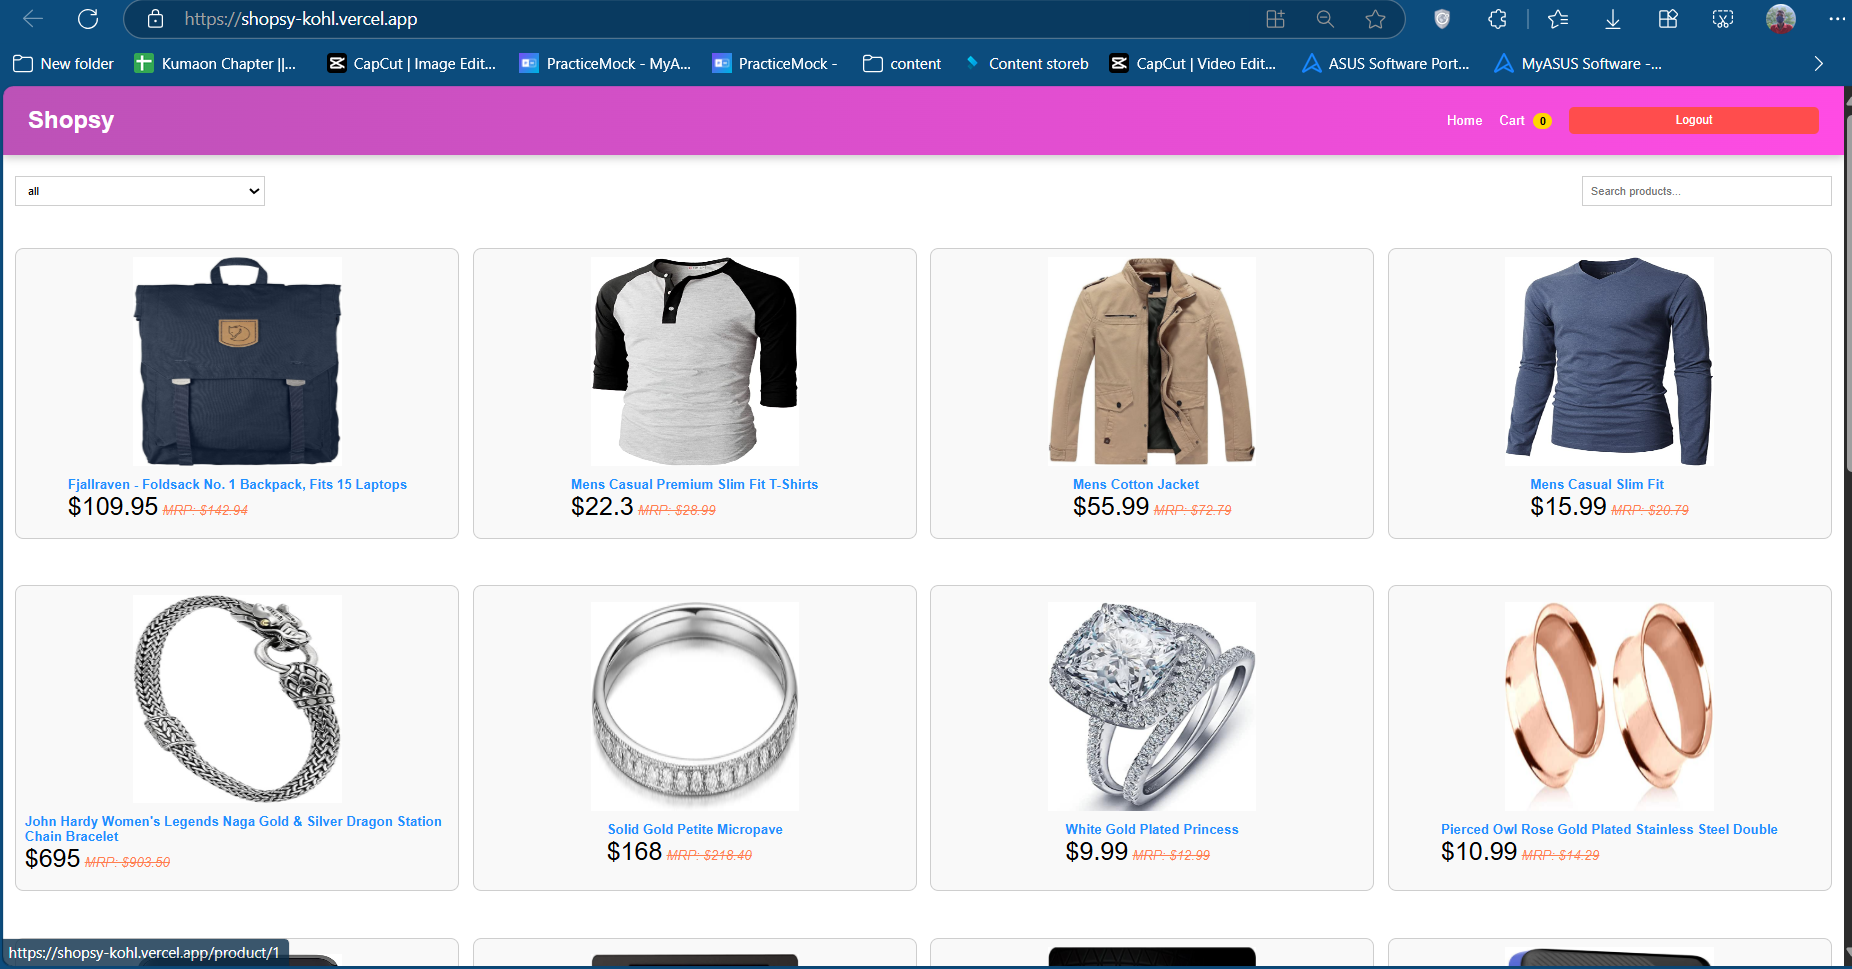 https://shopsy-kohl.vercel.app
New folder
Kumaon Chapter ||...
CapCut | Image Edit...
PracticeMock - MyA...
PracticeMock -
content
Content storeb
CapCut | Video Edit...
ASUS Software Port...
MyASUS Software -...
Shopsy
Home
Cart 0
Logout
all
Search products...
Fjallraven - Foldsack No. 1 Backpack, Fits 15 Laptops
$109.95 MRP: $142.94
Mens Casual Premium Slim Fit T-Shirts
$22.3 MRP: $28.99
Mens Cotton Jacket
$55.99 MRP: $72.79
Mens Casual Slim Fit
$15.99 MRP: $20.79
John Hardy Women's Legends Naga Gold & Silver Dragon Station
Chain Bracelet
$695 MRP: $903.50
Solid Gold Petite Micropave
$168 MRP: $218.40
White Gold Plated Princess
$9.99 MRP: $12.99
Pierced Owl Rose Gold Plated Stainless Steel Double
$10.99 MRP: $14.29
https://shopsy-kohl.vercel.app/product/1